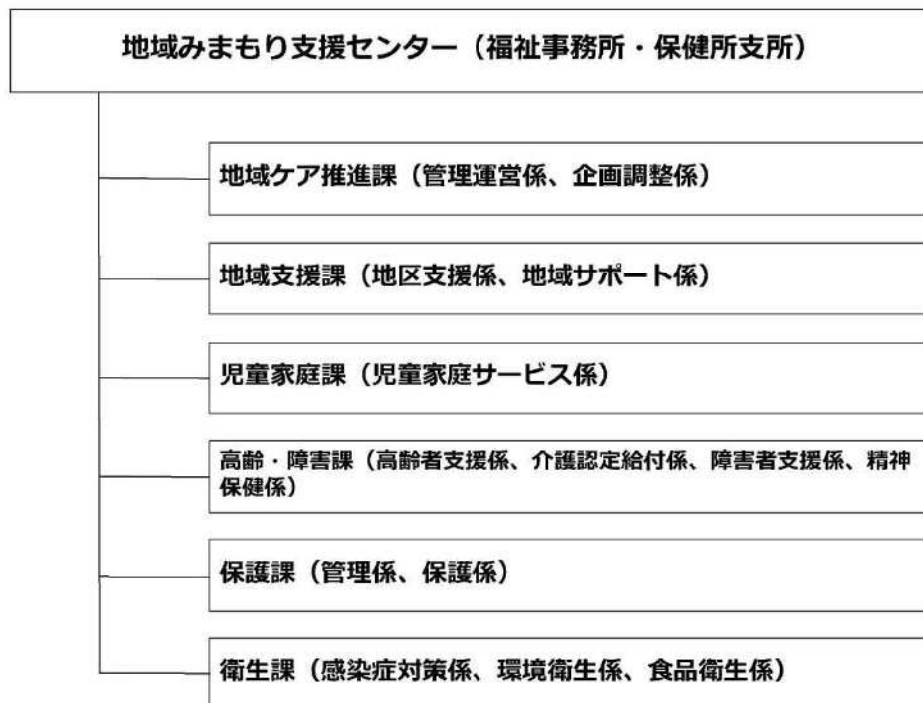 地域みまもり支援センター（福祉事務所・保健所支所）
地域ケア推進課（管理運営係、企画調整係）
地域支援課（地区支援係、地域サポート係）
児童家庭課（児童家庭サービス係）
高齢・障害課（高齢者支援係、介護認定給付係、障害者支援係、精神
保健係）
保護課（管理係、保護係）
衛生課（感染症対策係、環境衛生係、食品衛生係）